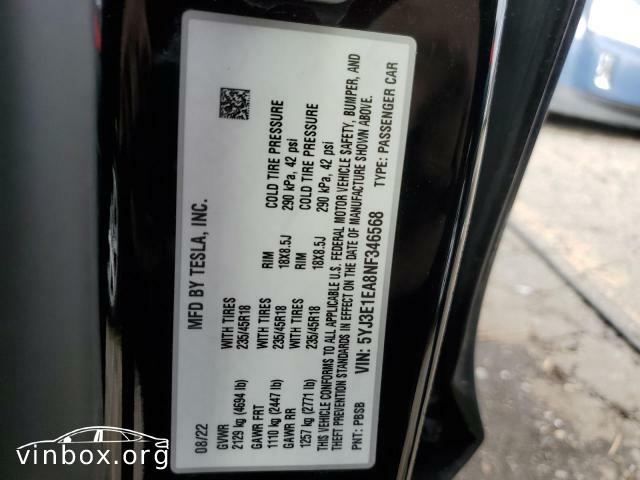 MFD BY TESLA, INC.
08/22
GVWR WITH TIRES RIM COLD TIRE PRESSURE
2129 kg (4694 lb) 235/45R18
GAWR FRT WITH TIRES RIM COLD TIRE PRESSURE
1110 kg (2447 lb) 235/45R18 18X8.5J 290 kPa, 42 psi
GAWR RR WITH TIRES RIM COLD TIRE PRESSURE
1257 kg (2771 lb) 235/45R18 18X8.5J 290 kPa, 42 psi
THIS VEHICLE CONFORMS TO ALL APPLICABLE U.S. FEDERAL MOTOR VEHICLE SAFETY, BUMPER, AND
THEFT PREVENTION STANDARDS IN EFFECT ON THE DATE OF MANUFACTURE SHOWN ABOVE.
VIN: 5YJ3E1EA8NF346568 TYPE: PASSENGER CAR
PNT: PBSB
vinbox.org